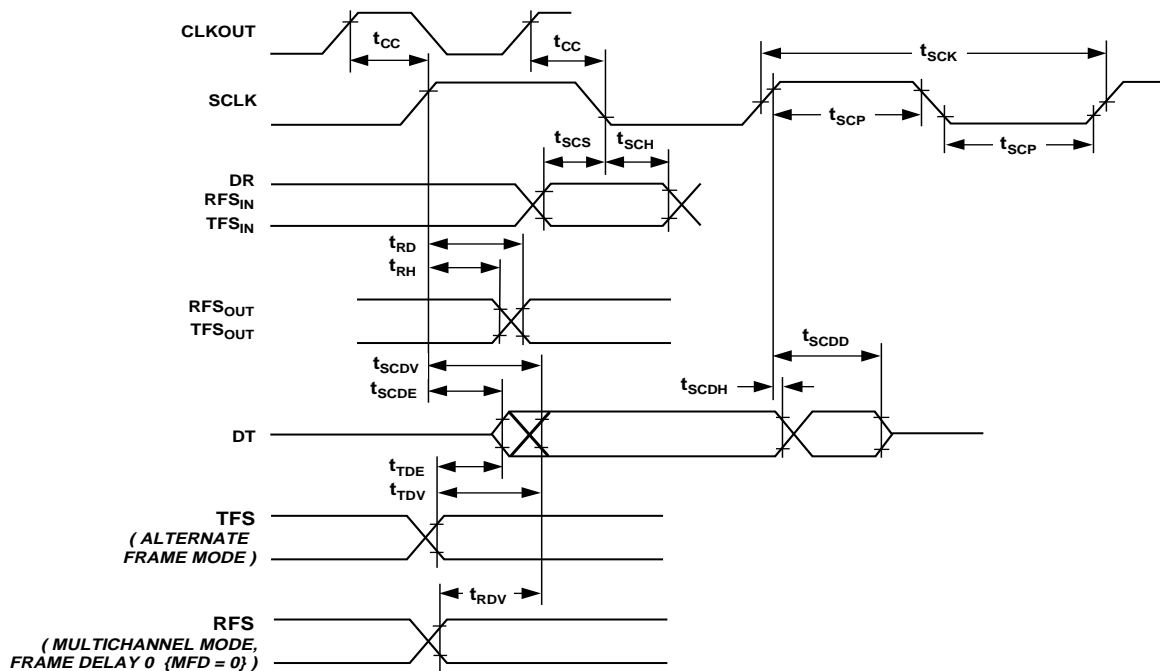 CLKOUT
t_CC
t_CC
t_SCK
SCLK
t_SCP
t_SCP
t_SCS
t_SCH
DR
RFS_IN
TFS_IN
t_RD
t_RH
RFS_OUT
TFS_OUT
t_SCDV
t_SCDE
t_SCDD
t_SCDH
DT
t_TDE
t_TDV
TFS
( ALTERNATE
FRAME MODE )
t_RDV
RFS
( MULTICHANNEL MODE,
FRAME DELAY 0 {MFD = 0} )